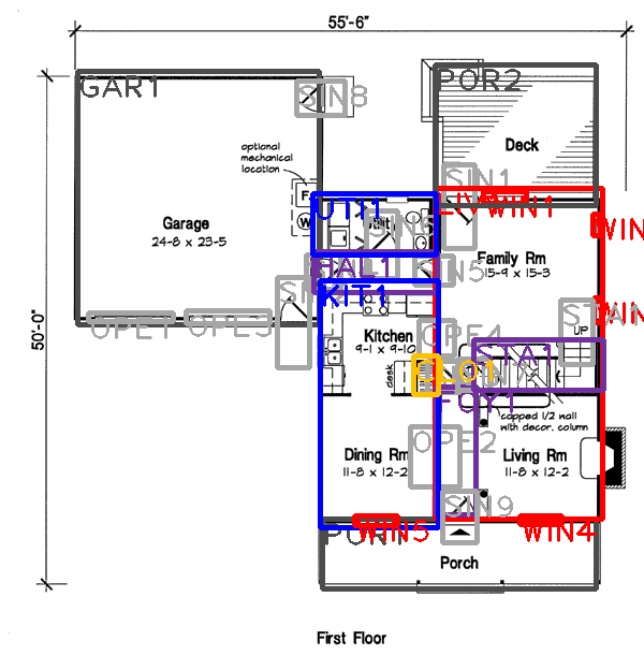 55'-6"
GAR1
SIN8
POR2
optional
mechanical
location
Deck
F
W
SIN1
UTI1
WIN1
Garage
24-8 x 23-5
SIN6
WIN
HAL1
SIN5
Family Rm
15-9 x 15-3
KIT1
WIN
STA1
UP
OPE1
OPE3
OPE4
Kitchen
9-1 x 9-10
50'-0"
STA1
desk
FOY1
capped 1/2 wall
with decor. column
OPE2
Dining Rm
11-8 x 12-2
Living Rm
11-8 x 12-2
SIN9
POR1
WIN5
WIN4
Porch
First Floor